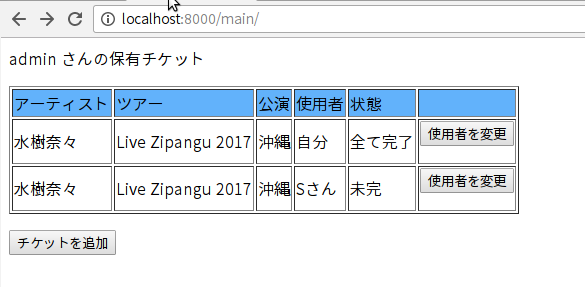 localhost:8000/main/
admin さんの保有チケット
アーティスト ツアー 公演 使用者 状態
水樹奈々 Live Zipangu 2017 沖縄 自分 全て完了 使用者を変更
水樹奈々 Live Zipangu 2017 沖縄 Sさん 未完 使用者を変更
チケットを追加